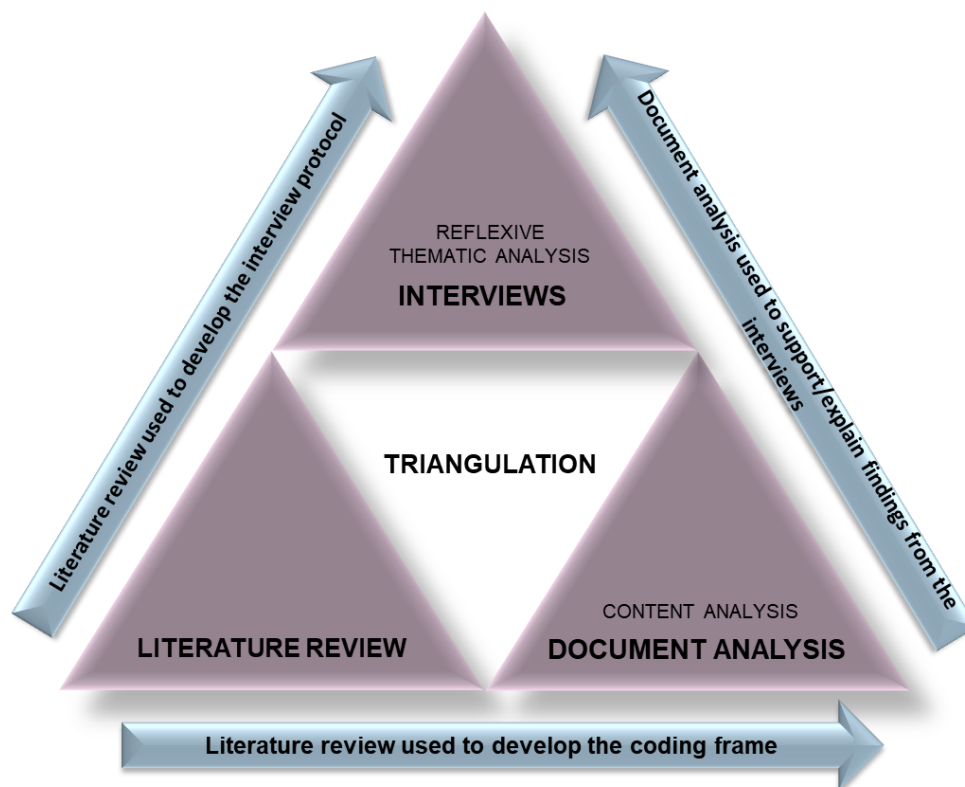 Literature review used to develop the interview protocol
Document analysis used to support/explain findings from the
interviews
REFLEXIVE
THEMATIC ANALYSIS
INTERVIEWS
TRIANGULATION
LITERATURE REVIEW
CONTENT ANALYSIS
DOCUMENT ANALYSIS
Literature review used to develop the coding frame